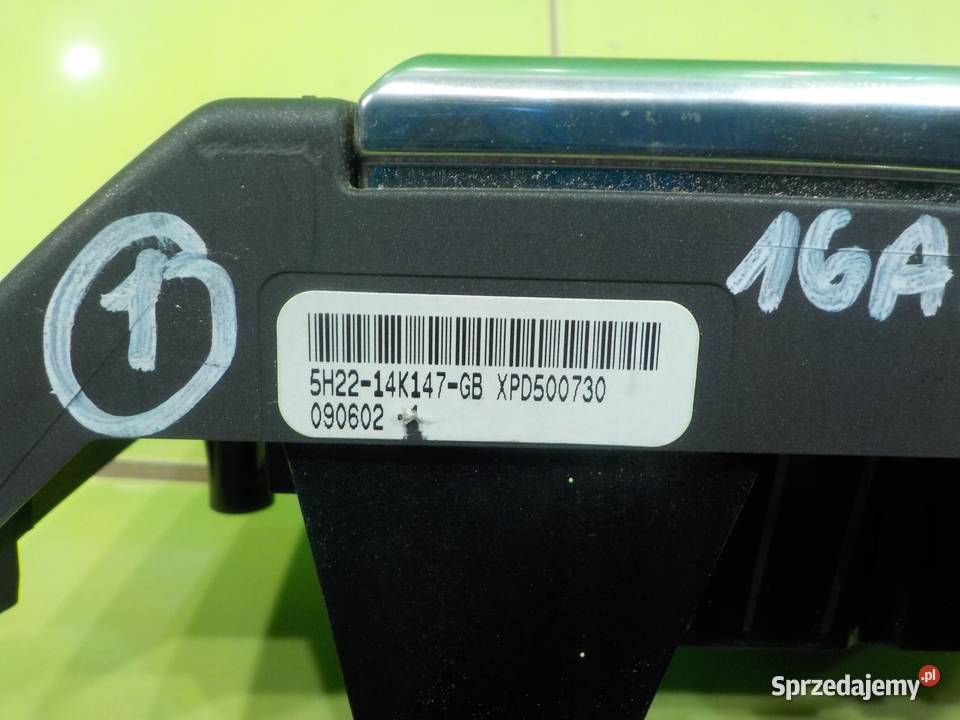 1
16A
5H22-14K147-GB XPD500730
090602
Sprzedajemy.pl